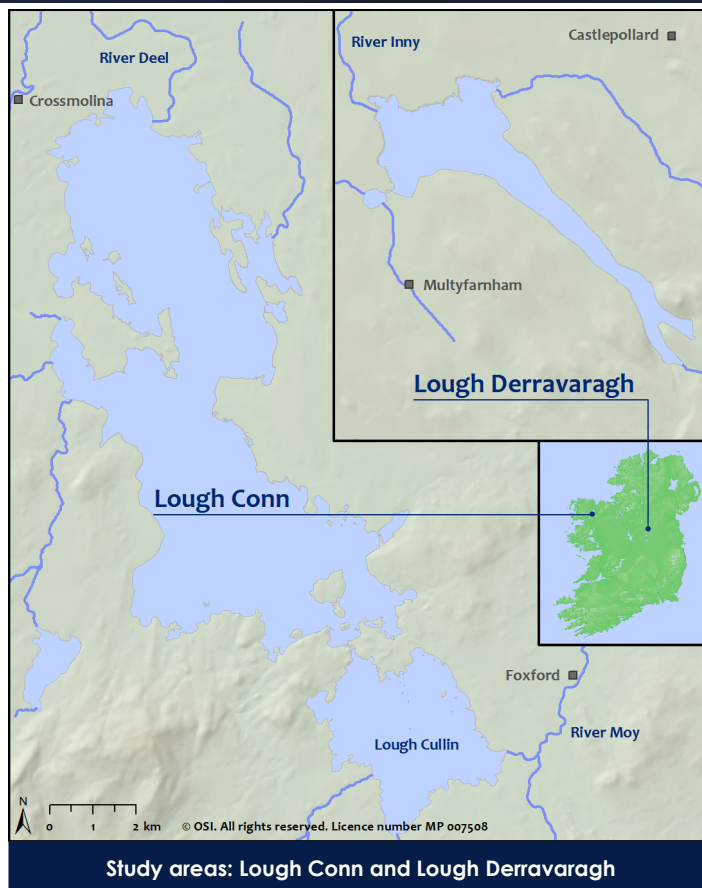 River Deel
Crossmolina
River Inny
Castlepollard
Multyfarnham
Lough Derravaragh
Lough Conn
Foxford
River Moy
Lough Cullin
N
0 1 2 km
© OSI. All rights reserved. Licence number MP 007508
Study areas: Lough Conn and Lough Derravaragh